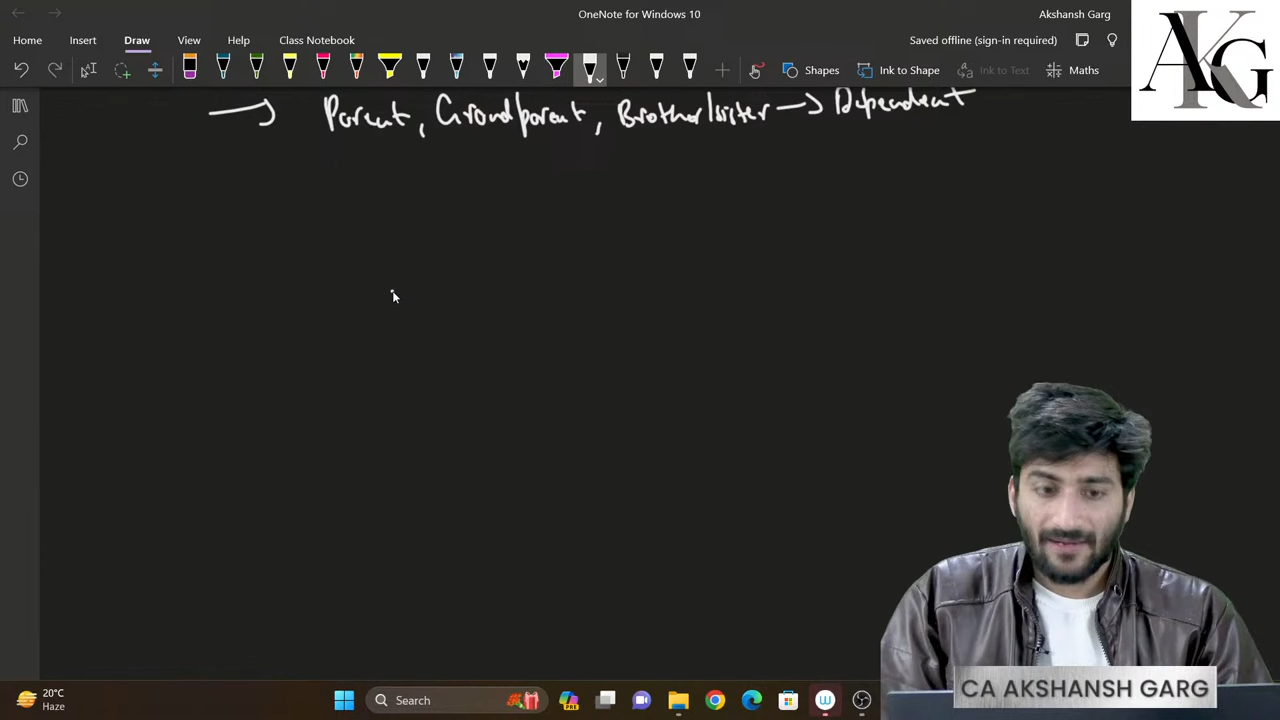 OneNote for Windows 10
Akshansh Garg
Home Insert Draw View Help Class Notebook
Saved offline (sign-in required)
Shapes Ink to Shape Ink to Text Maths
AKG
→ Parent, Grandparent, Brother/sister → Dependent
CA AKSHANSH GARG
20°C
Haze
Search